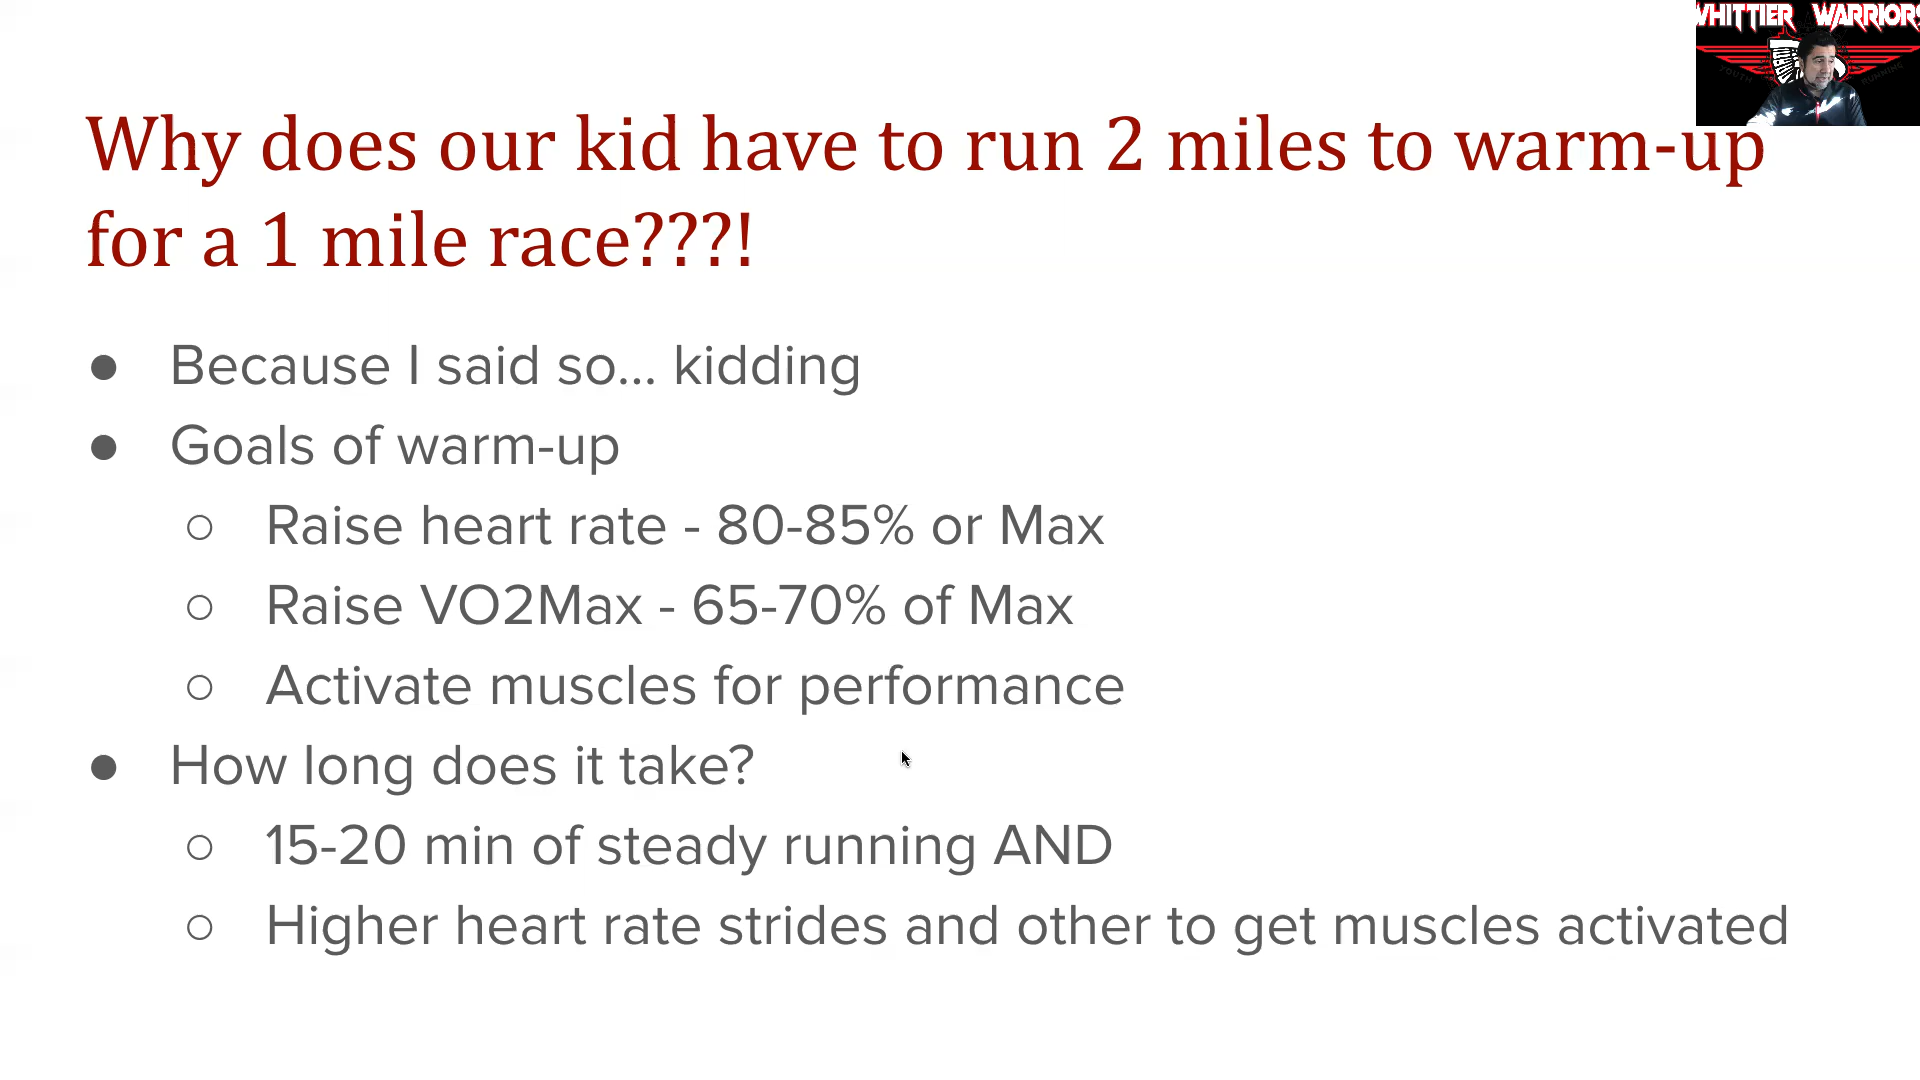 WHITTIER WARRIORS
YOUTH RUNNING
Why does our kid have to run 2 miles to warm-up
for a 1 mile race???!
● Because I said so... kidding
● Goals of warm-up
○ Raise heart rate - 80-85% or Max
○ Raise VO2Max - 65-70% of Max
○ Activate muscles for performance
● How long does it take?
○ 15-20 min of steady running AND
○ Higher heart rate strides and other to get muscles activated